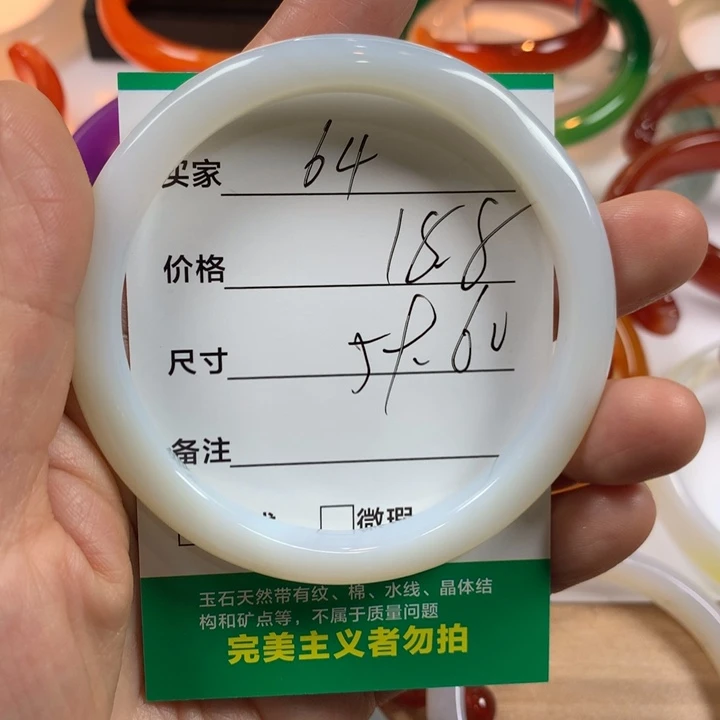 买家 64
价格 188
尺寸 59-60
备注
微瑕
玉石天然带有纹、棉、水线、晶体结
构和矿点等，不属于质量问题
完美主义者勿拍